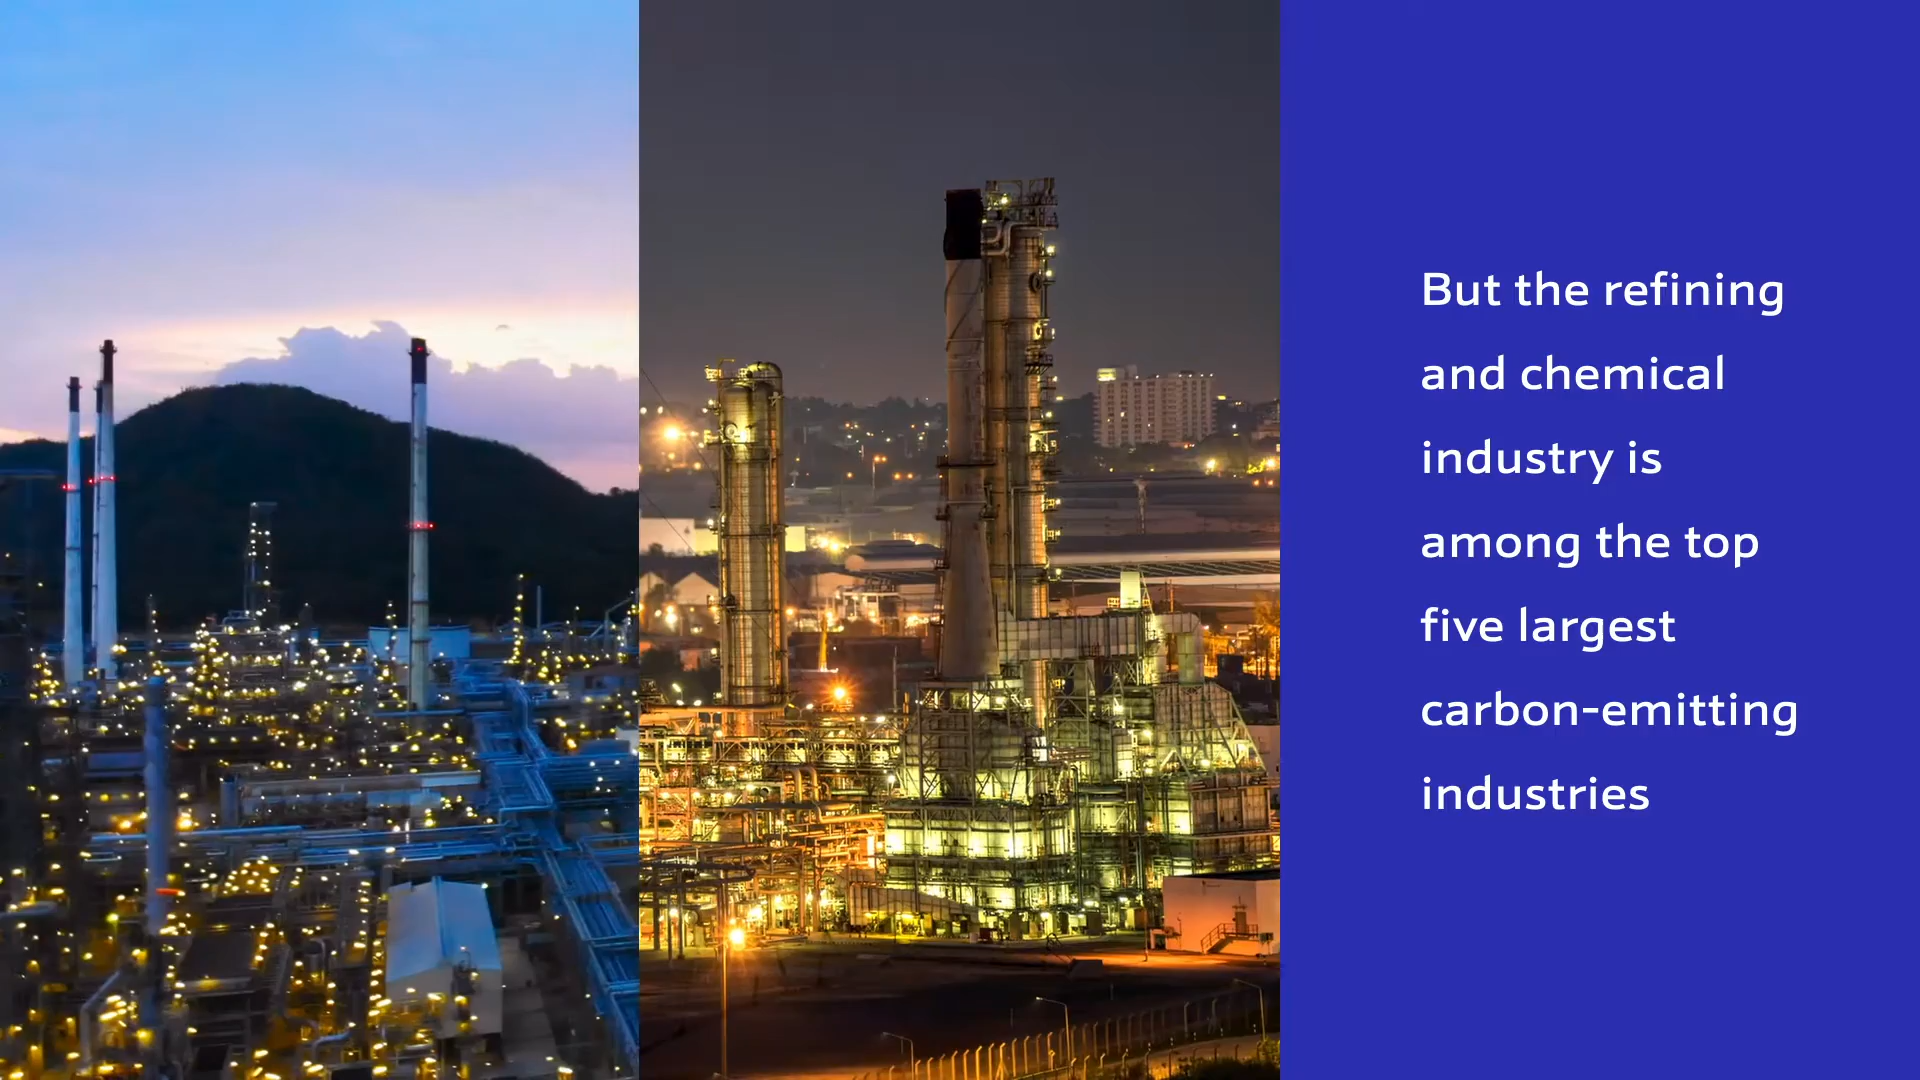 But the refining
and chemical
industry is
among the top
five largest
carbon-emitting
industries